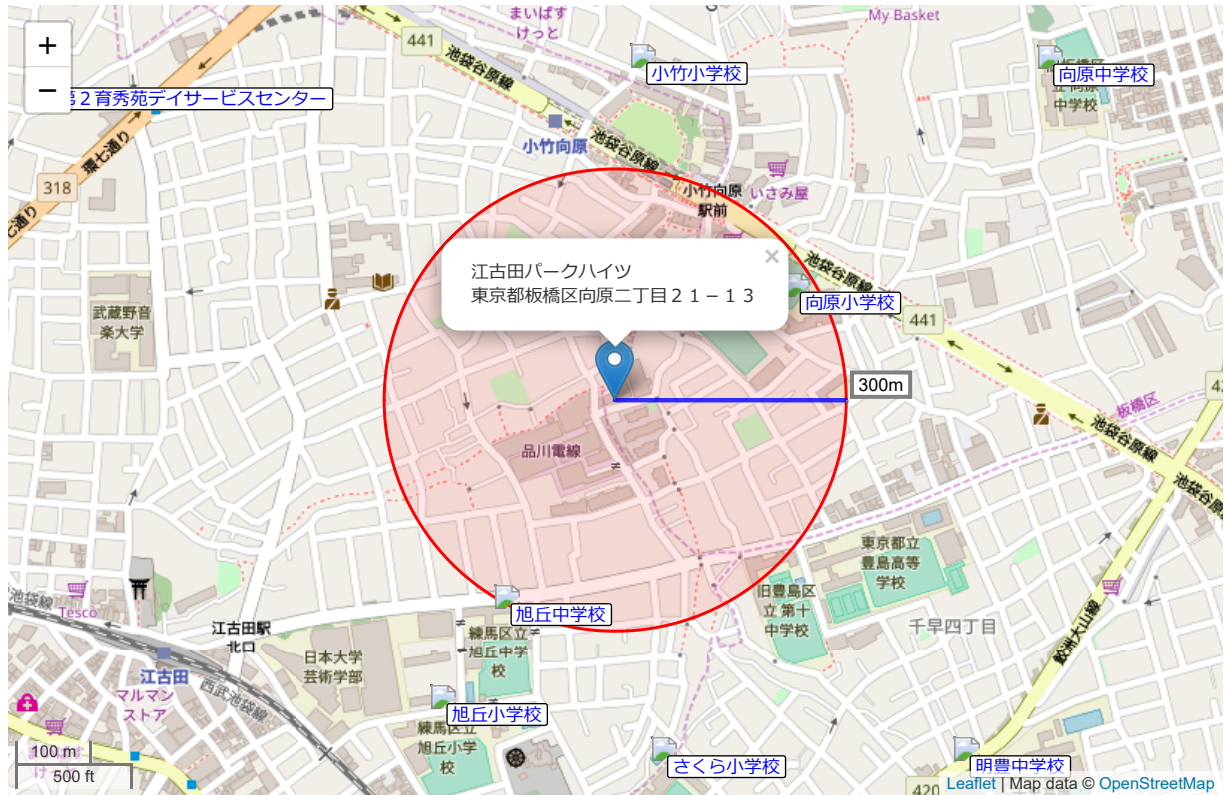 まいばす
けっと
My Basket
441
池袋谷原線
小竹小学校
向原中学校
中学校
+
−
第2育秀苑デイサービスセンター
環七通り
小竹向原
池袋谷原線
318
小竹向原
駅前
いさみ屋
江古田パークハイツ
東京都板橋区向原二丁目21−13
×
池袋谷原線
向原小学校
441
武蔵野音
楽大学
300m
板橋区
池袋谷原線
品川電線
池袋谷原線
東京都立
豊島高等
学校
旧豊島区
立 第十
中学校
千早四丁目
Tesco
池袋線
旭丘中学校
江古田駅
北口
練馬区立
旭丘中学
校
日本大学
芸術学部
江古田
西武池袋線
マルマン
ストア
旭丘小学校
練馬区立
旭丘小学
校
さくら小学校
明豊中学校
100 m
500 ft
420
Leaflet | Map data © OpenStreetMap